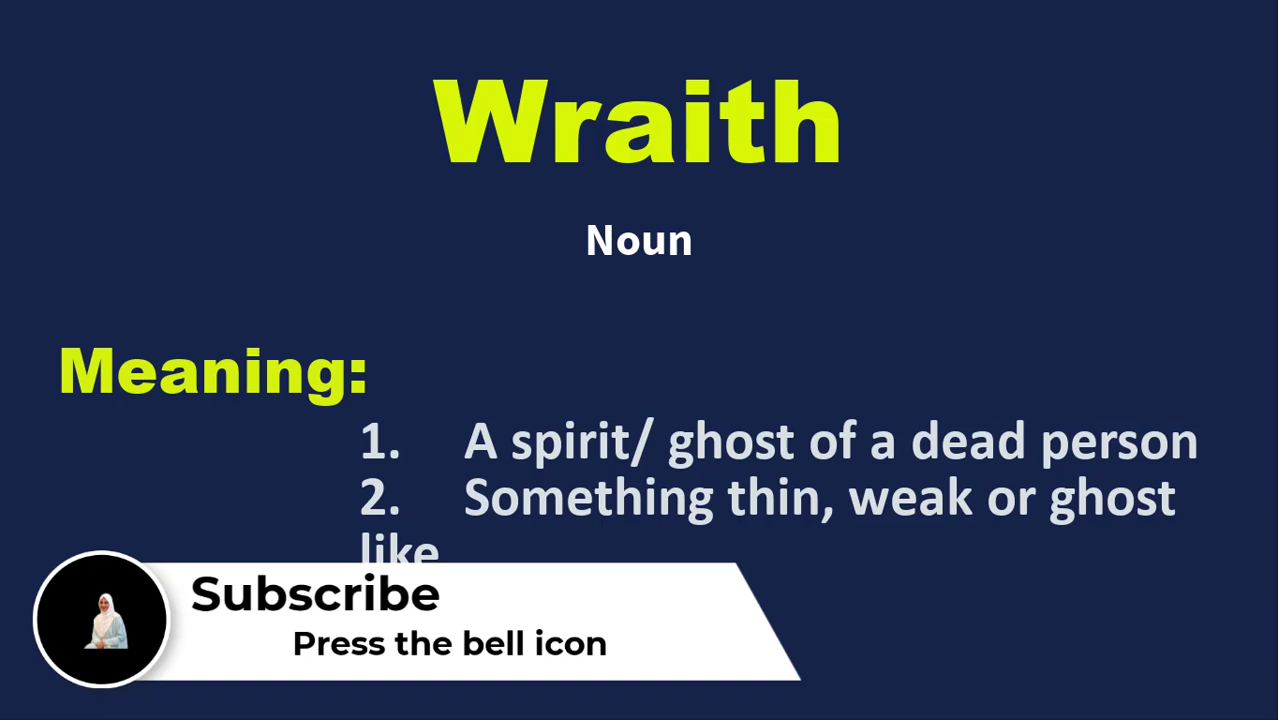 Wraith
Noun
Meaning:
1. A spirit/ ghost of a dead person
2. Something thin, weak or ghost
like
Subscribe
Press the bell icon